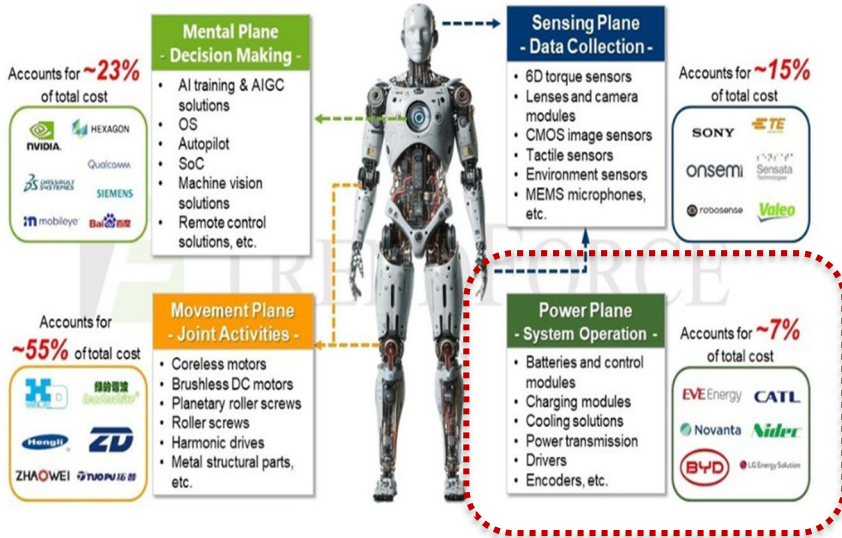 Mental Plane
- Decision Making -
AI training & AIGC
solutions
OS
Autopilot
SoC
Machine vision
solutions
Remote control
solutions, etc.
Accounts for ~23%
of total cost
NVIDIA.
HEXAGON
Qualcomm
DASSAULT
SYSTEMES
SIEMENS
mobileye
Bai百度
Sensing Plane
- Data Collection -
6D torque sensors
Lenses and camera
modules
CMOS image sensors
Tactile sensors
Environment sensors
MEMS microphones,
etc.
Accounts for ~15%
of total cost
SONY
TE
onsemi
Sensata
Technologies
robosense
Valeo
TRENDFORCE
Movement Plane
- Joint Activities -
Coreless motors
Brushless DC motors
Planetary roller screws
Roller screws
Harmonic drives
Metal structural parts,
etc.
Accounts for
~55% of total cost
绿的谐波
leaderdrive
Hengli
ZD
ZHAOWEI
TUOPU 拓普
Power Plane
- System Operation -
Batteries and control
modules
Charging modules
Cooling solutions
Power transmission
Drivers
Encoders, etc.
Accounts for ~7%
of total cost
EVE Energy
CATL
Novanta
Nidec
BYD
LG Energy Solution